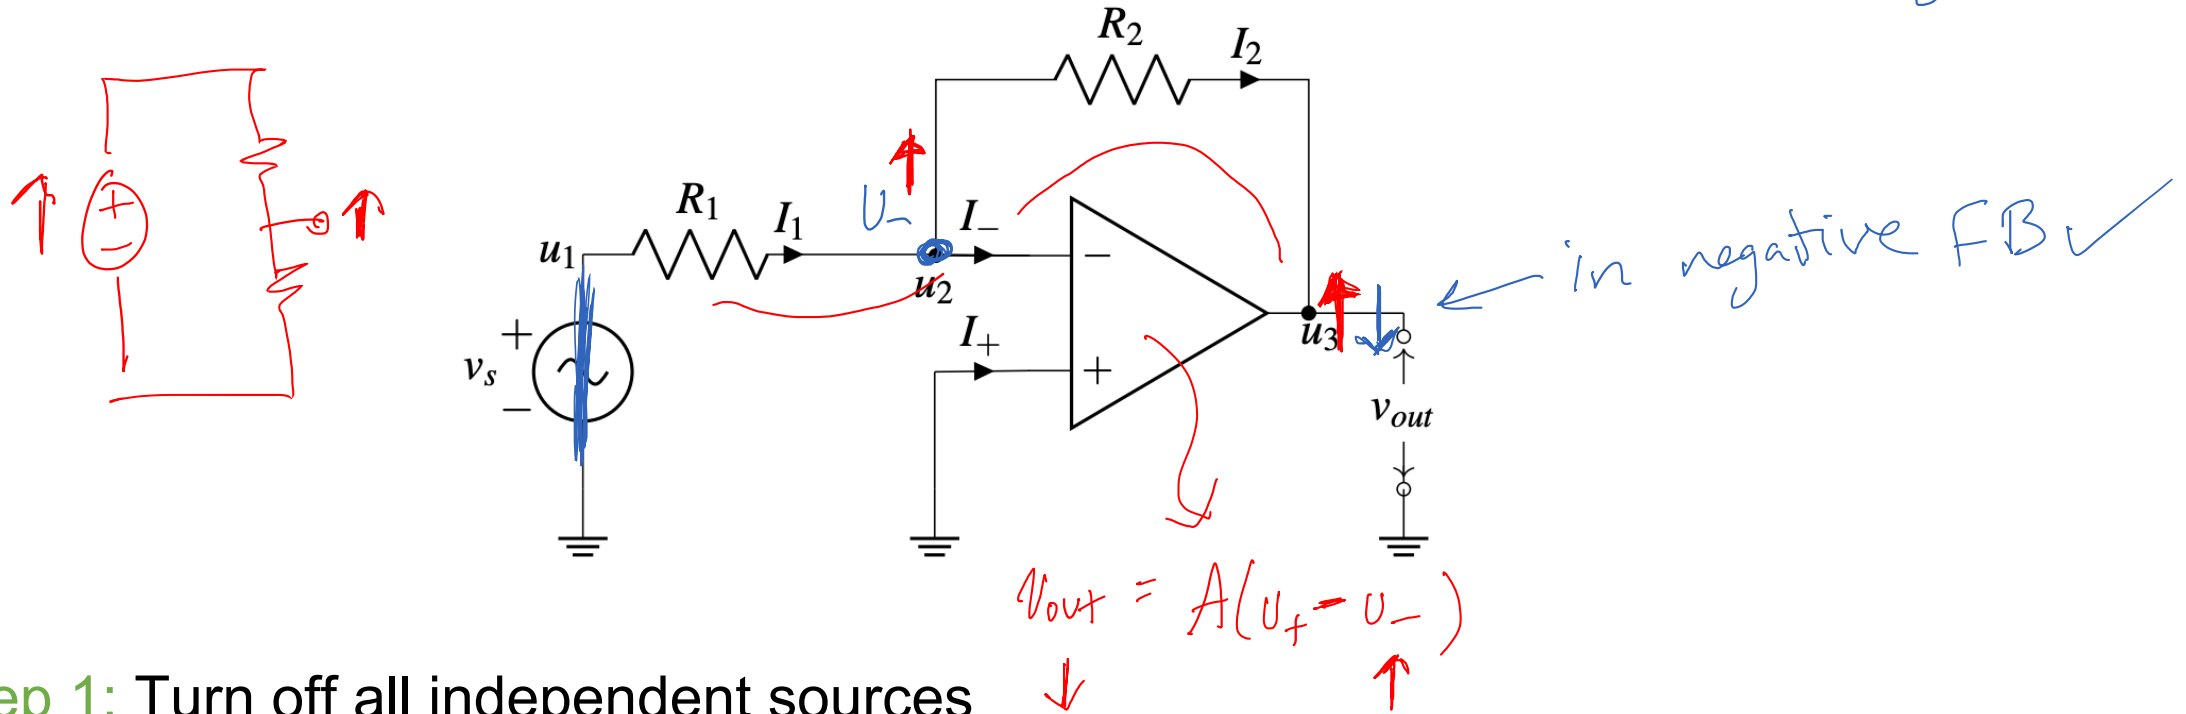 R2
I2
U-
R1
I1
I-
u1
u2
−
in negative FB
+
vs
−
I+
+
u3
vout
+
−
Vout = A(U+ - U-)
ep 1: Turn off all independent sources